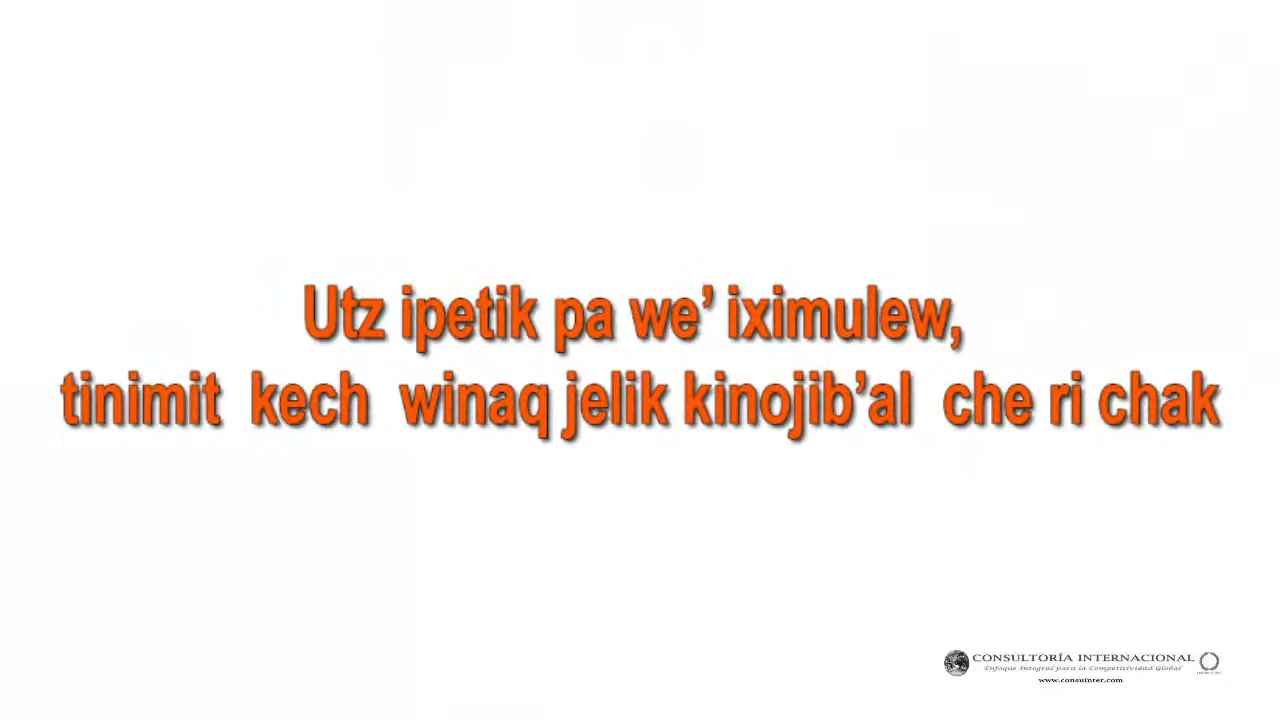 Utz ipetik pa we’ iximulew,
tinimit kech winaq jelik kinojib’al che ri chak
CONSULTORÍA INTERNACIONAL
Enfoque Integral para la Competitividad Global
www.consuinter.com